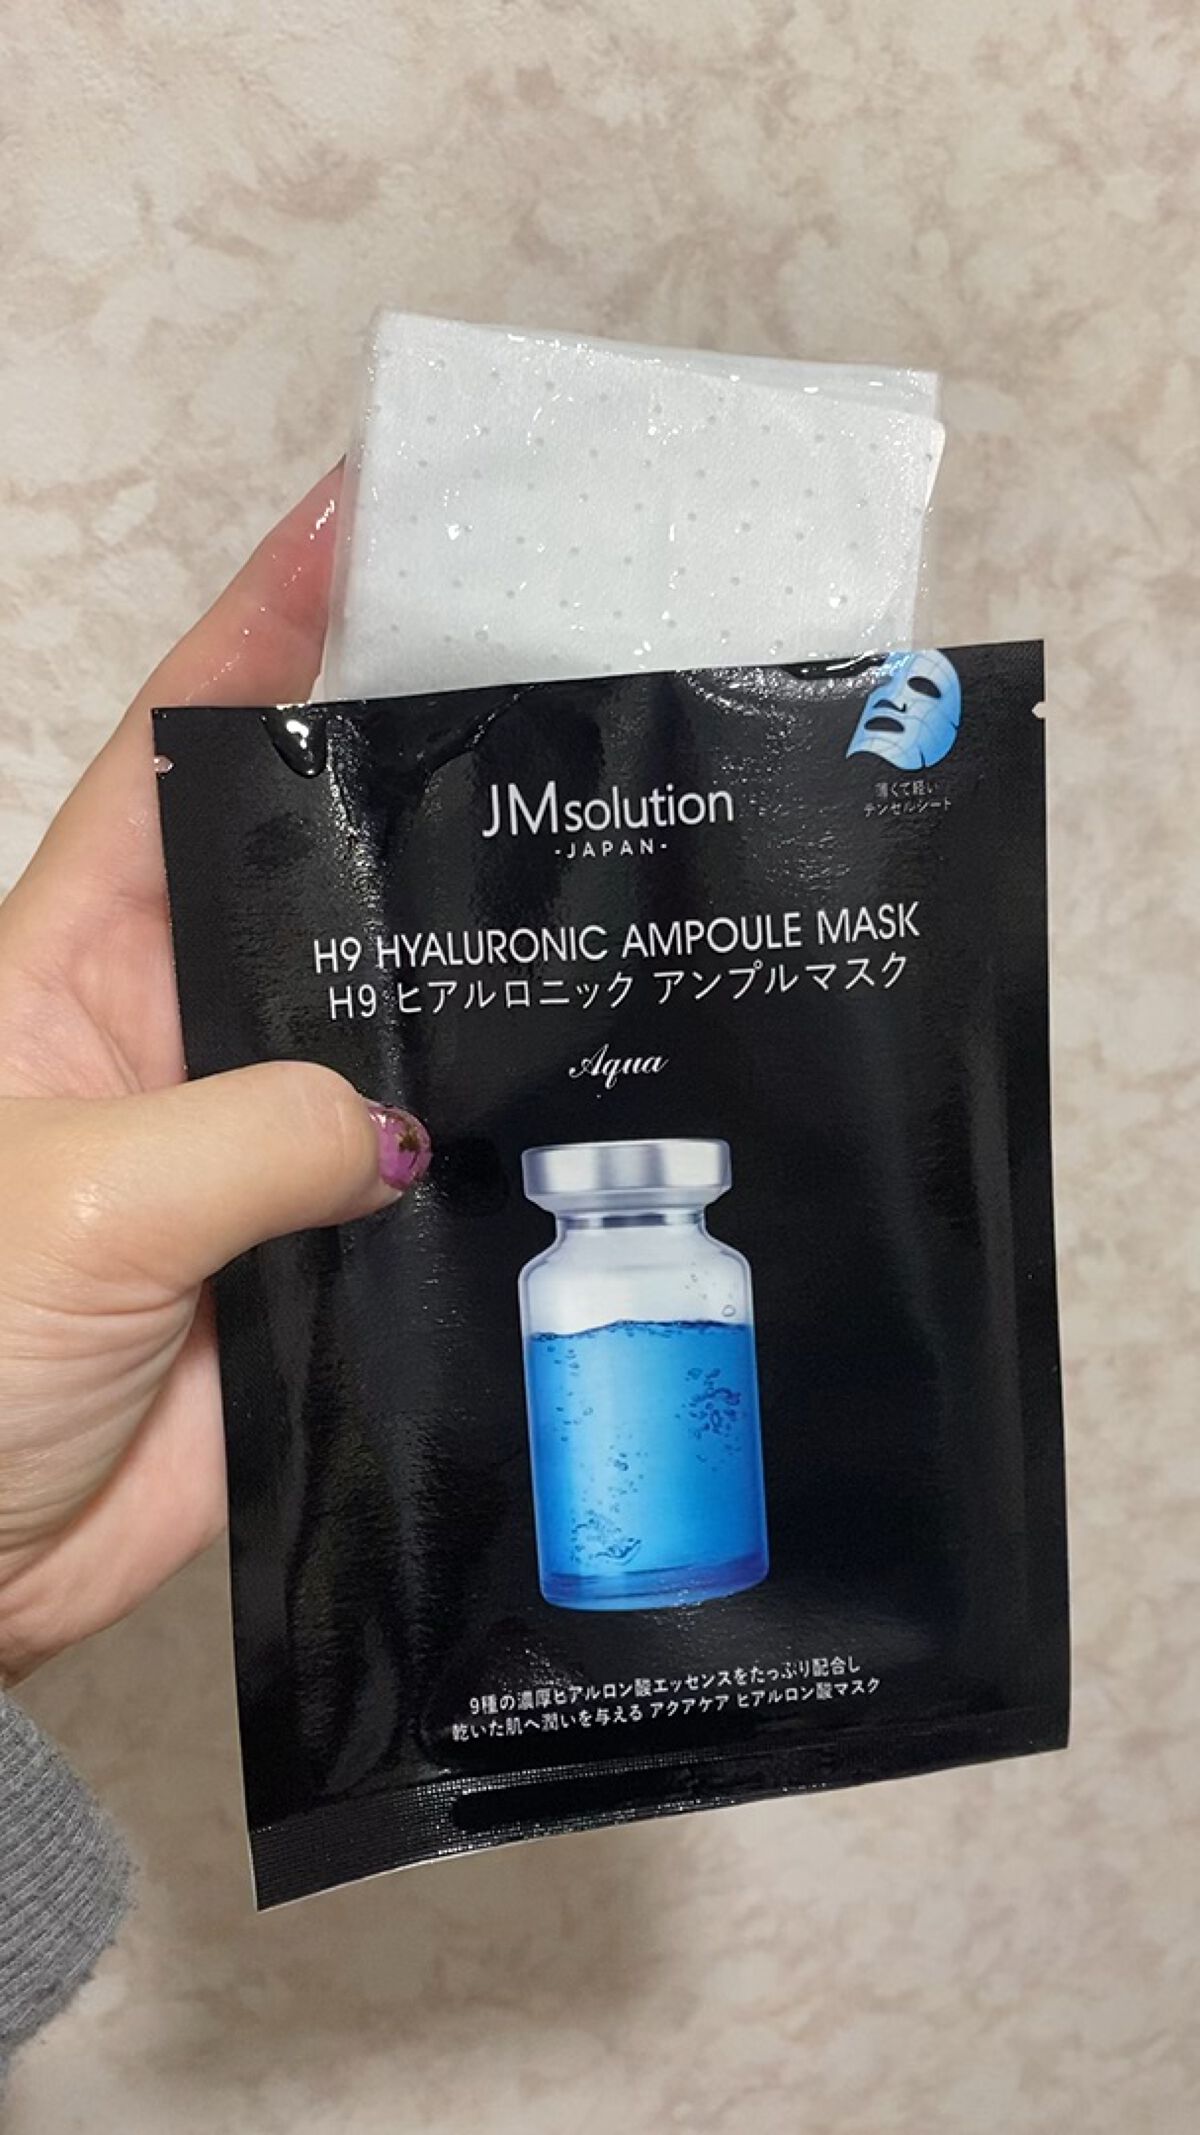 薄くて軽い
テンセルシート
JMsolution
-JAPAN-
H9 HYALURONIC AMPOULE MASK
H9 ヒアルロニック アンプルマスク
Aqua
9種の濃厚ヒアルロン酸エッセンスをたっぷり配合し
乾いた肌へ潤いを与える アクアケア ヒアルロン酸マスク